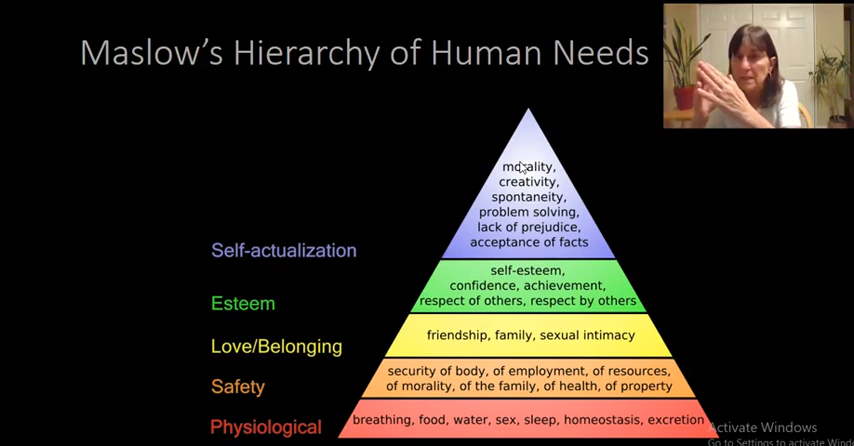 Maslow's Hierarchy of Human Needs
morality,
creativity,
spontaneity,
problem solving,
lack of prejudice,
acceptance of facts
Self-actualization
self-esteem,
confidence, achievement,
respect of others, respect by others
Esteem
friendship, family, sexual intimacy
Love/Belonging
security of body, of employment, of resources,
of morality, of the family, of health, of property
Safety
breathing, food, water, sex, sleep, homeostasis, excretion
Physiological
Activate Windows
Go to Settings to activate Windo